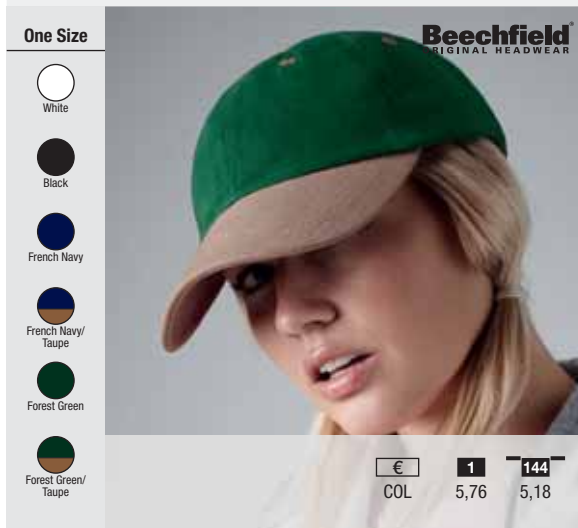 One Size
White
Black
French Navy
French Navy/
Taupe
Forest Green
Forest Green/
Taupe
Beechfield®
ORIGINAL HEADWEAR
€ 1 144
COL 5,76 5,18